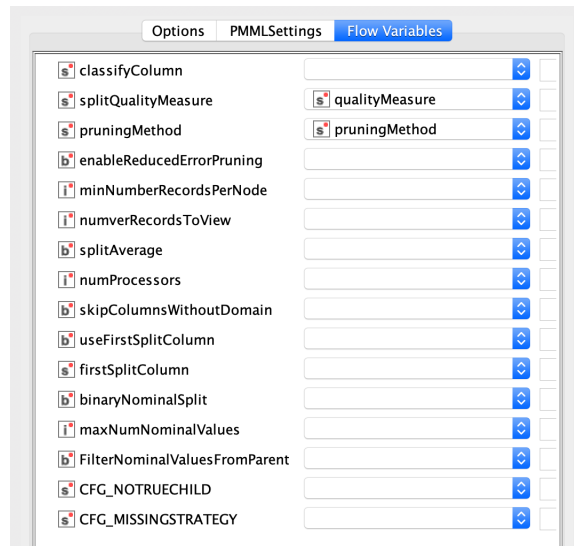 Options PMMLSettings Flow Variables
s classifyColumn
s splitQualityMeasure s qualityMeasure
s pruningMethod s pruningMethod
b enableReducedErrorPruning
i minNumberRecordsPerNode
i numverRecordsToView
b splitAverage
i numProcessors
b skipColumnsWithoutDomain
b useFirstSplitColumn
s firstSplitColumn
b binaryNominalSplit
i maxNumNominalValues
b FilterNominalValuesFromParent
s CFG_NOTRUECHILD
s CFG_MISSINGSTRATEGY